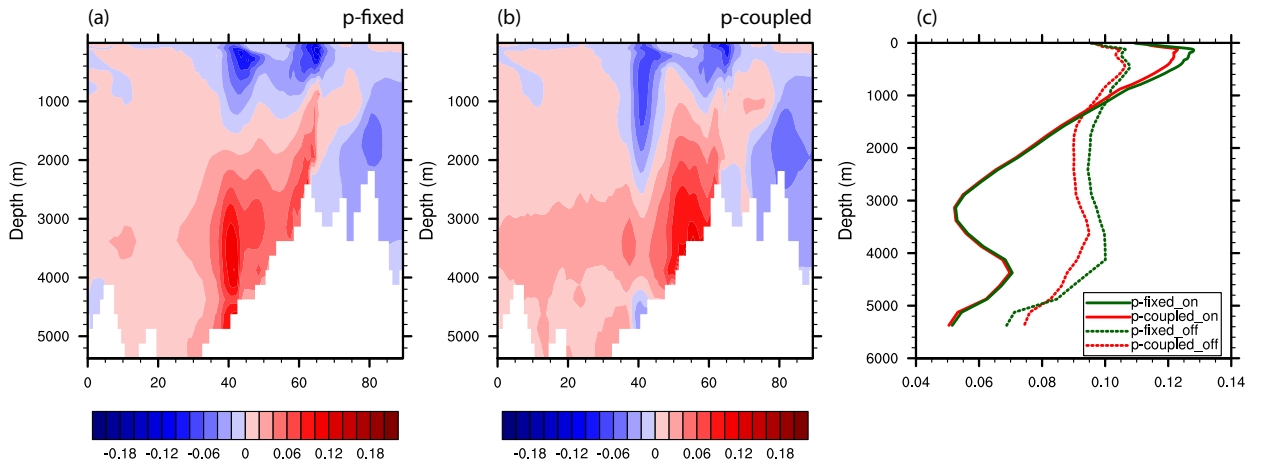 (a) p-fixed
(b) p-coupled
(c)
Depth (m)
1000
2000
3000
4000
5000
0 20 40 60 80
-0.18 -0.12 -0.06 0 0.06 0.12 0.18
Depth (m)
1000
2000
3000
4000
5000
0 20 40 60 80
-0.18 -0.12 -0.06 0 0.06 0.12 0.18
Depth (m)
0
1000
2000
3000
4000
5000
6000
0.04 0.06 0.08 0.10 0.12 0.14
p-fixed_on
p-coupled_on
p-fixed_off
p-coupled_off